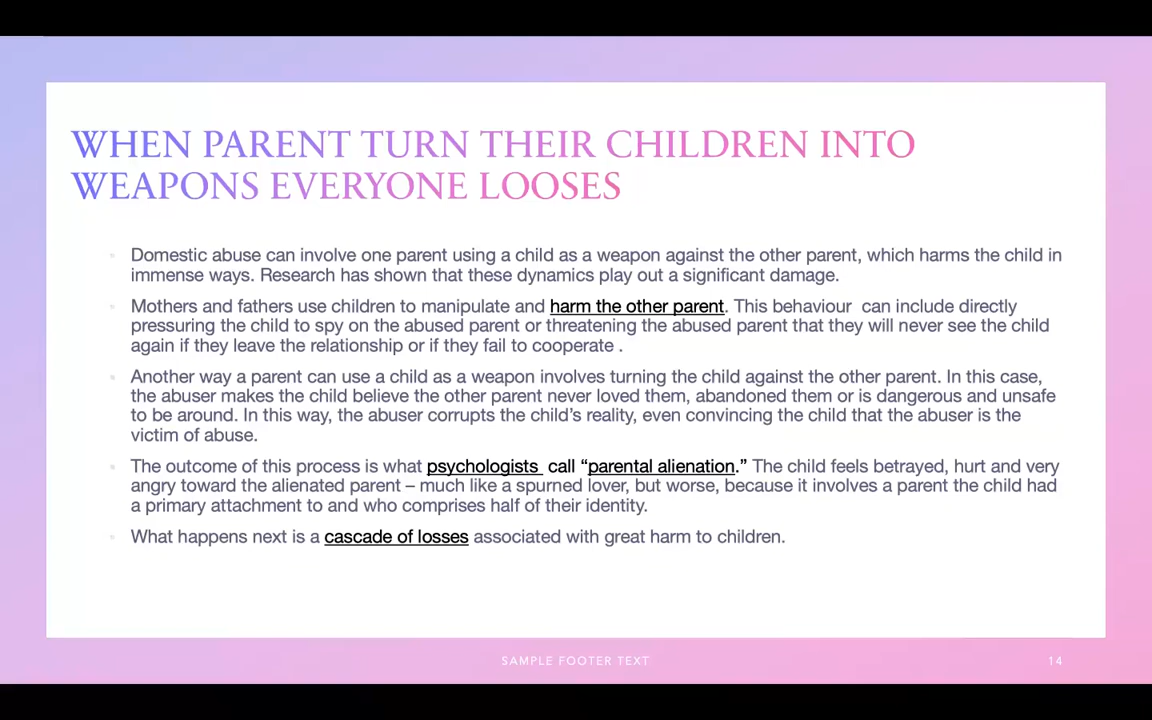 WHEN PARENT TURN THEIR CHILDREN INTO
WEAPONS EVERYONE LOOSES
Domestic abuse can involve one parent using a child as a weapon against the other parent, which harms the child in
immense ways. Research has shown that these dynamics play out a significant damage.
Mothers and fathers use children to manipulate and harm the other parent. This behaviour  can include directly
pressuring the child to spy on the abused parent or threatening the abused parent that they will never see the child
again if they leave the relationship or if they fail to cooperate .
Another way a parent can use a child as a weapon involves turning the child against the other parent. In this case,
the abuser makes the child believe the other parent never loved them, abandoned them or is dangerous and unsafe
to be around. In this way, the abuser corrupts the child’s reality, even convincing the child that the abuser is the
victim of abuse.
The outcome of this process is what psychologists  call “parental alienation.” The child feels betrayed, hurt and very
angry toward the alienated parent – much like a spurned lover, but worse, because it involves a parent the child had
a primary attachment to and who comprises half of their identity.
What happens next is a cascade of losses associated with great harm to children.
SAMPLE FOOTER TEXT
14